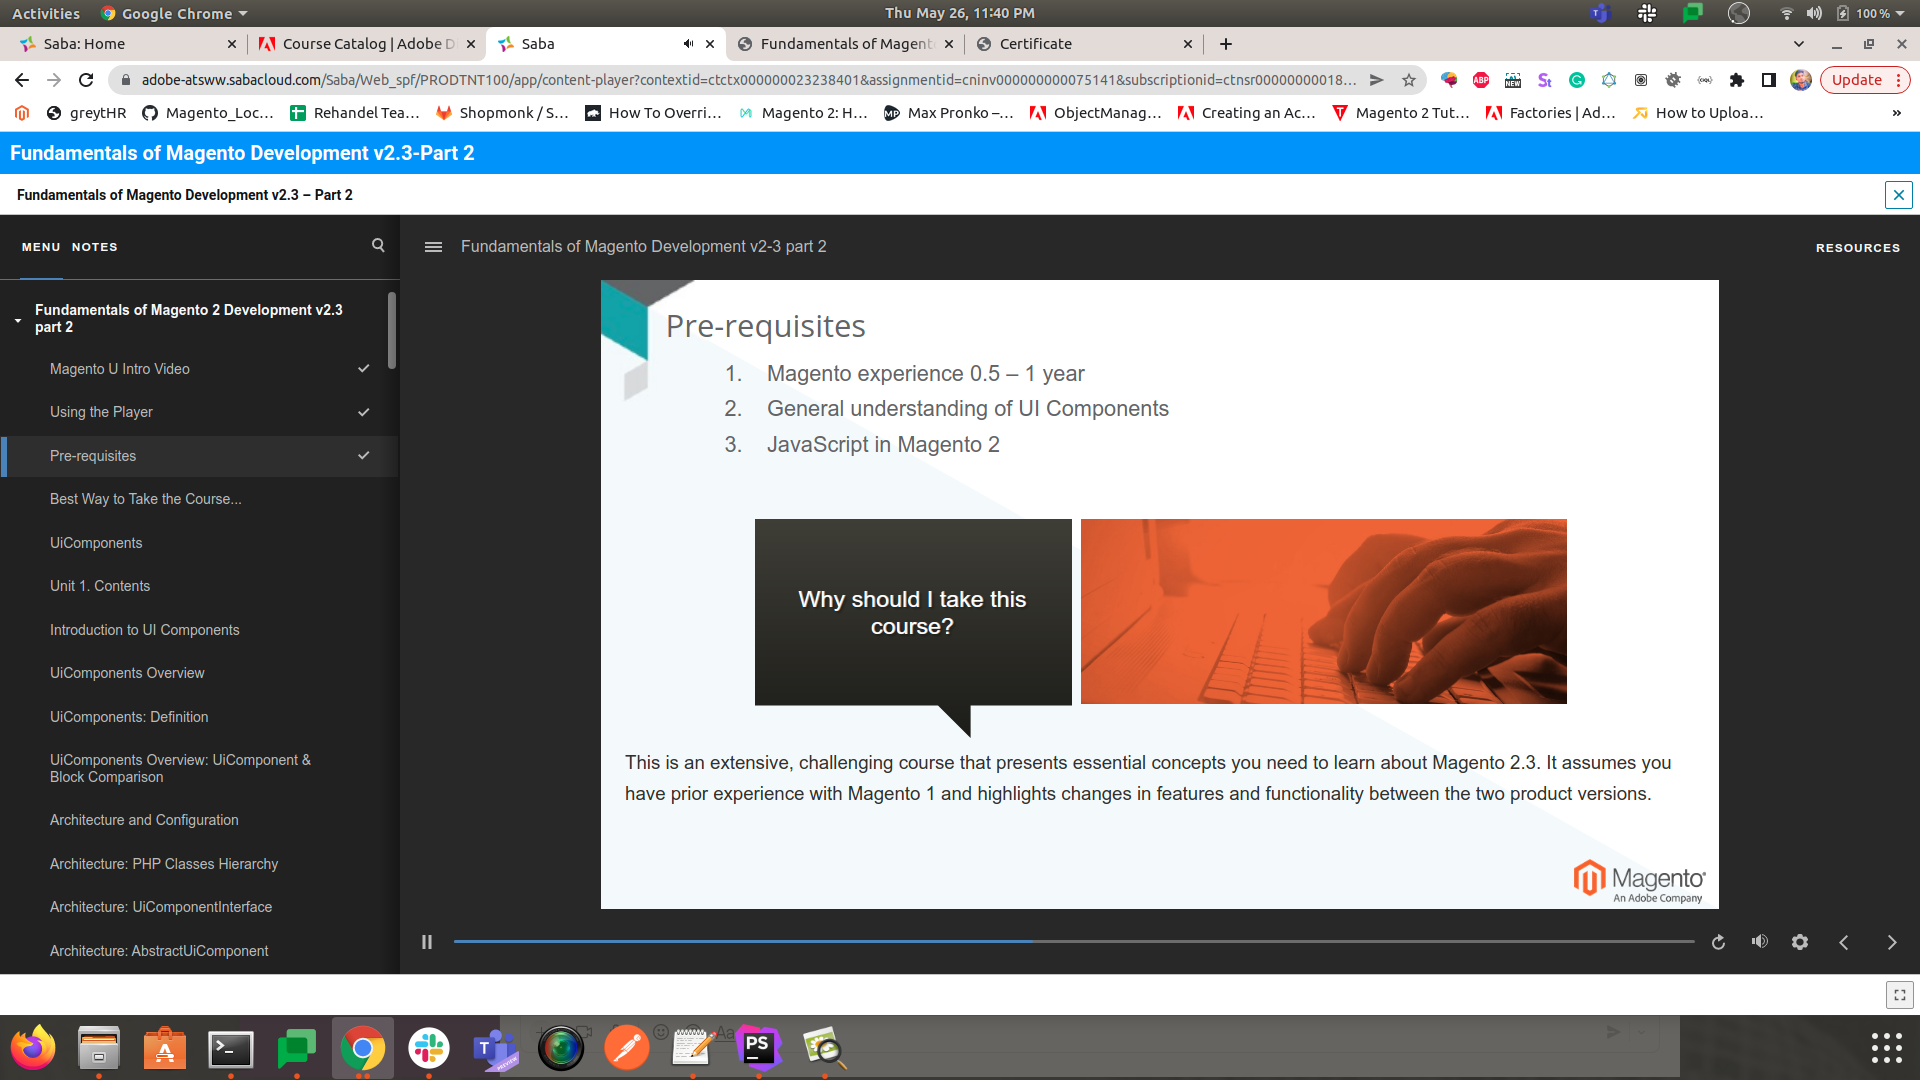 Activities Google Chrome Thu May 26, 11:40 PM 100 %
Saba: Home Course Catalog | Adobe D Saba Fundamentals of Magent Certificate
adobe-atsww.sabacloud.com/Saba/Web_spf/PRODTNT100/app/content-player?contextid=ctctx000000023238401&assignmentid=cninv000000000075141&subscriptionid=ctnsr00000000018... ABP NEW Update
greyHR Magento_Loc... Rehandel Tea... Shopmonk / S... How To Overri... Magento 2: H... Max Pronko –... ObjectManag... Creating an Ac... Magento 2 Tut... Factories | Ad... How to Uploa... »
Fundamentals of Magento Development v2.3-Part 2
Fundamentals of Magento Development v2.3 – Part 2
MENU NOTES
Fundamentals of Magento Development v2-3 part 2
RESOURCES
Fundamentals of Magento 2 Development v2.3
part 2
Magento U Intro Video
Using the Player
Pre-requisites
Best Way to Take the Course...
UiComponents
Unit 1. Contents
Introduction to UI Components
UiComponents Overview
UiComponents: Definition
UiComponents Overview: UiComponent &
Block Comparison
Architecture and Configuration
Architecture: PHP Classes Hierarchy
Architecture: UiComponentInterface
Architecture: AbstractUiComponent
Pre-requisites
1. Magento experience 0.5 – 1 year
2. General understanding of UI Components
3. JavaScript in Magento 2
Why should I take this
course?
This is an extensive, challenging course that presents essential concepts you need to learn about Magento 2.3. It assumes you
have prior experience with Magento 1 and highlights changes in features and functionality between the two product versions.
Magento
An Adobe Company
PS